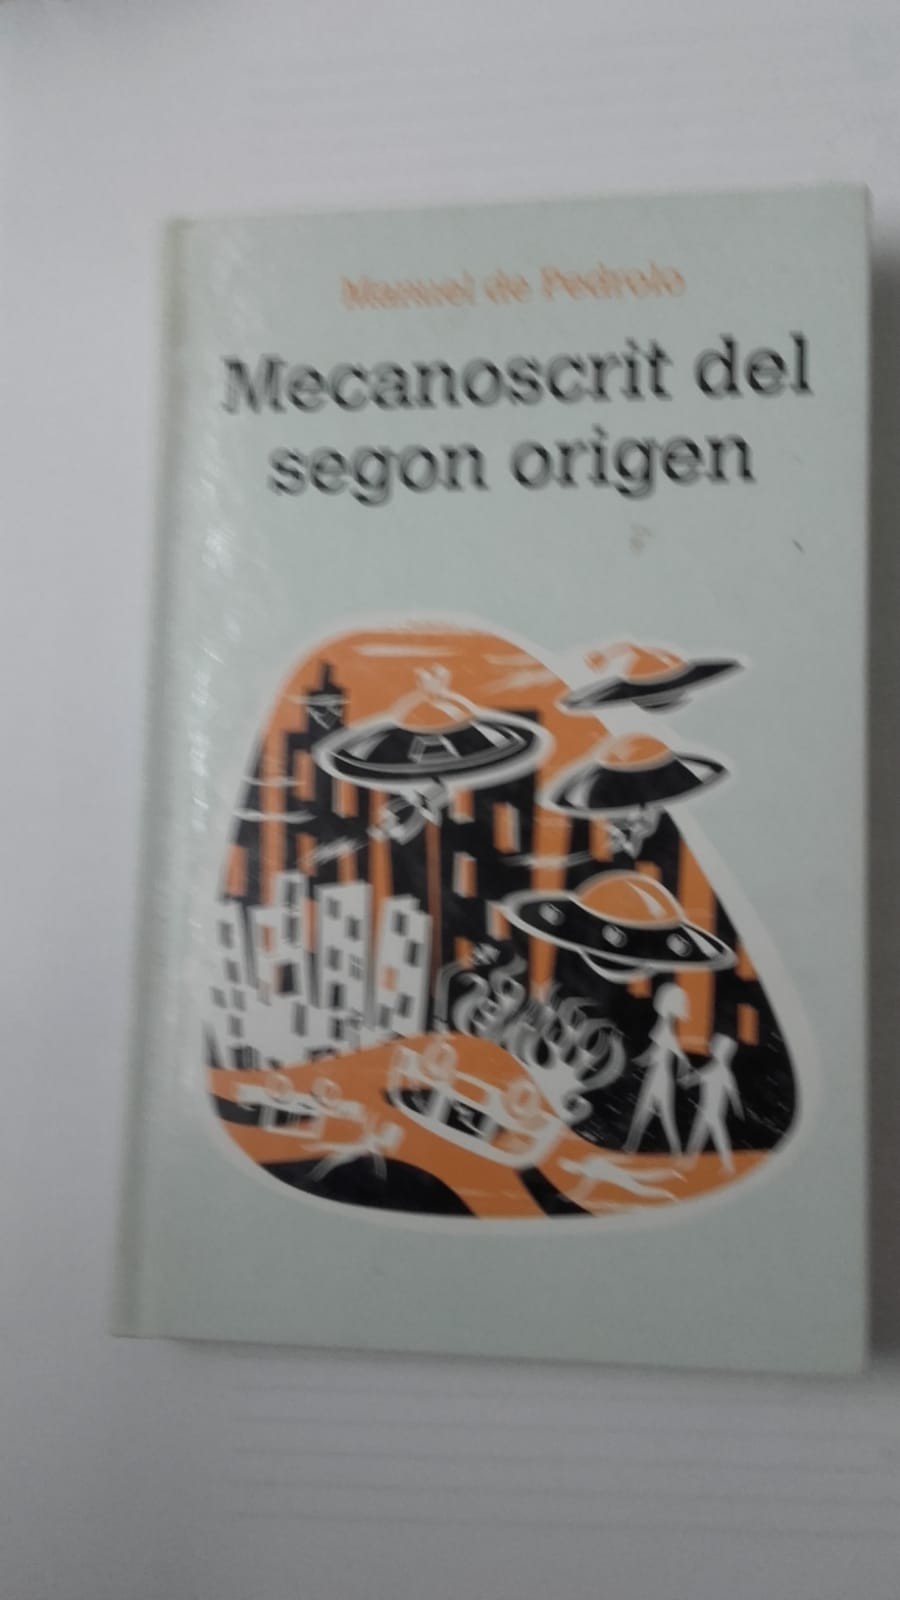 Manuel de Pedrolo
Mecanoscrit del
segon origen